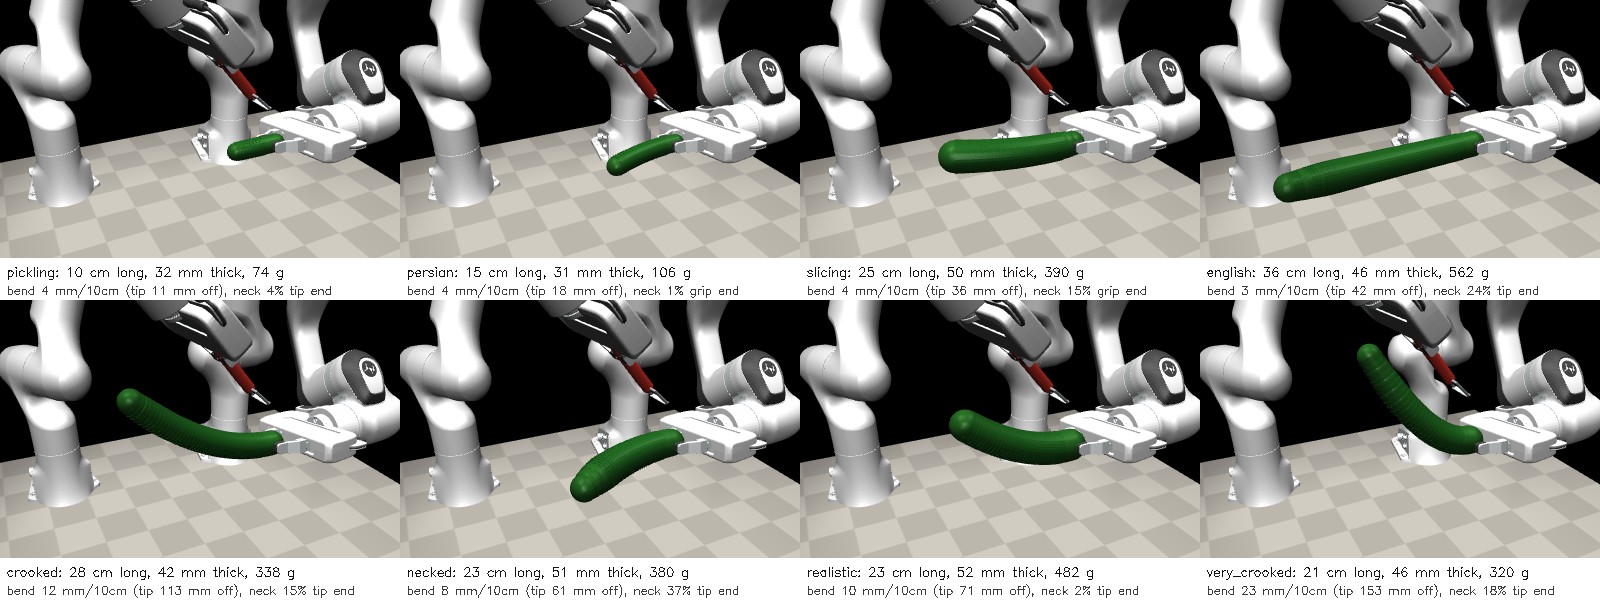 pickling: 10 cm long, 32 mm thick, 74 g
bend 4 mm/10cm (tip 11 mm off), neck 4% tip end
persian: 15 cm long, 31 mm thick, 106 g
bend 4 mm/10cm (tip 18 mm off), neck 1% grip end
slicing: 25 cm long, 50 mm thick, 390 g
bend 4 mm/10cm (tip 36 mm off), neck 15% grip end
english: 36 cm long, 46 mm thick, 562 g
bend 3 mm/10cm (tip 42 mm off), neck 24% tip end
crooked: 28 cm long, 42 mm thick, 338 g
bend 12 mm/10cm (tip 113 mm off), neck 15% tip end
necked: 23 cm long, 51 mm thick, 380 g
bend 8 mm/10cm (tip 61 mm off), neck 37% tip end
realistic: 23 cm long, 52 mm thick, 482 g
bend 10 mm/10cm (tip 71 mm off), neck 2% tip end
very_crooked: 21 cm long, 46 mm thick, 320 g
bend 23 mm/10cm (tip 153 mm off), neck 18% tip end